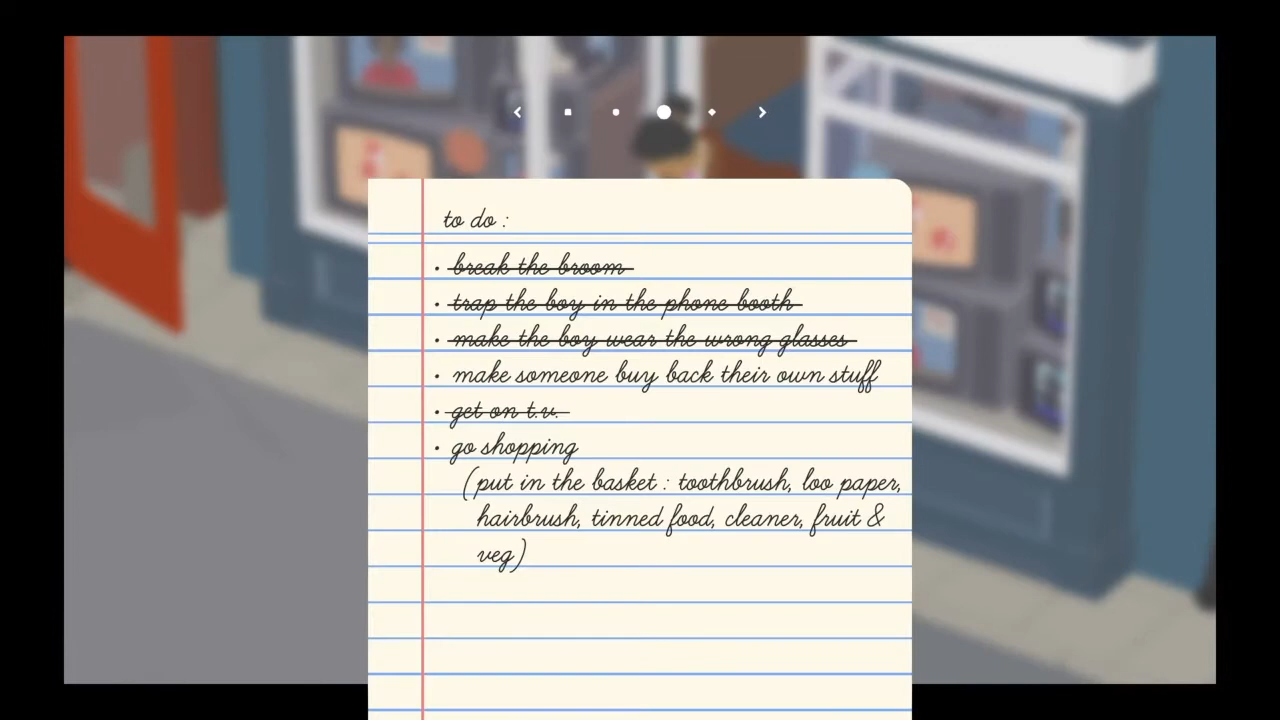 to do :
• break the broom
• trap the boy in the phone booth
• make the boy wear the wrong glasses
• make someone buy back their own stuff
• get on t.v.
• go shopping
(put in the basket : toothbrush, loo paper,
hairbrush, tinned food, cleaner, fruit &
veg)